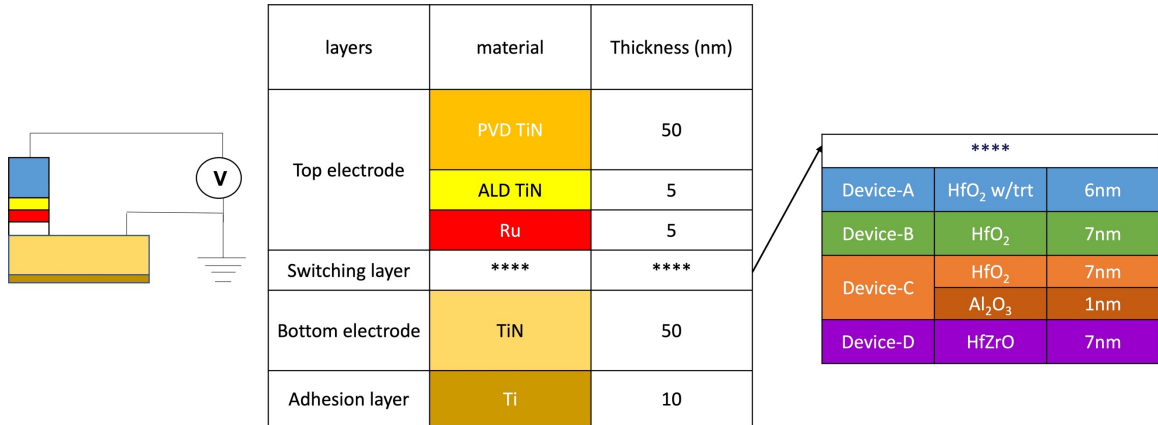 V
layers material Thickness (nm)
Top electrode
PVD TiN 50
ALD TiN 5
Ru 5
Switching layer **** ****
Bottom electrode TiN 50
Adhesion layer Ti 10
****
Device-A HfO₂ w/trt 6nm
Device-B HfO₂ 7nm
Device-C
HfO₂ 7nm
Al₂O₃ 1nm
Device-D HfZrO 7nm